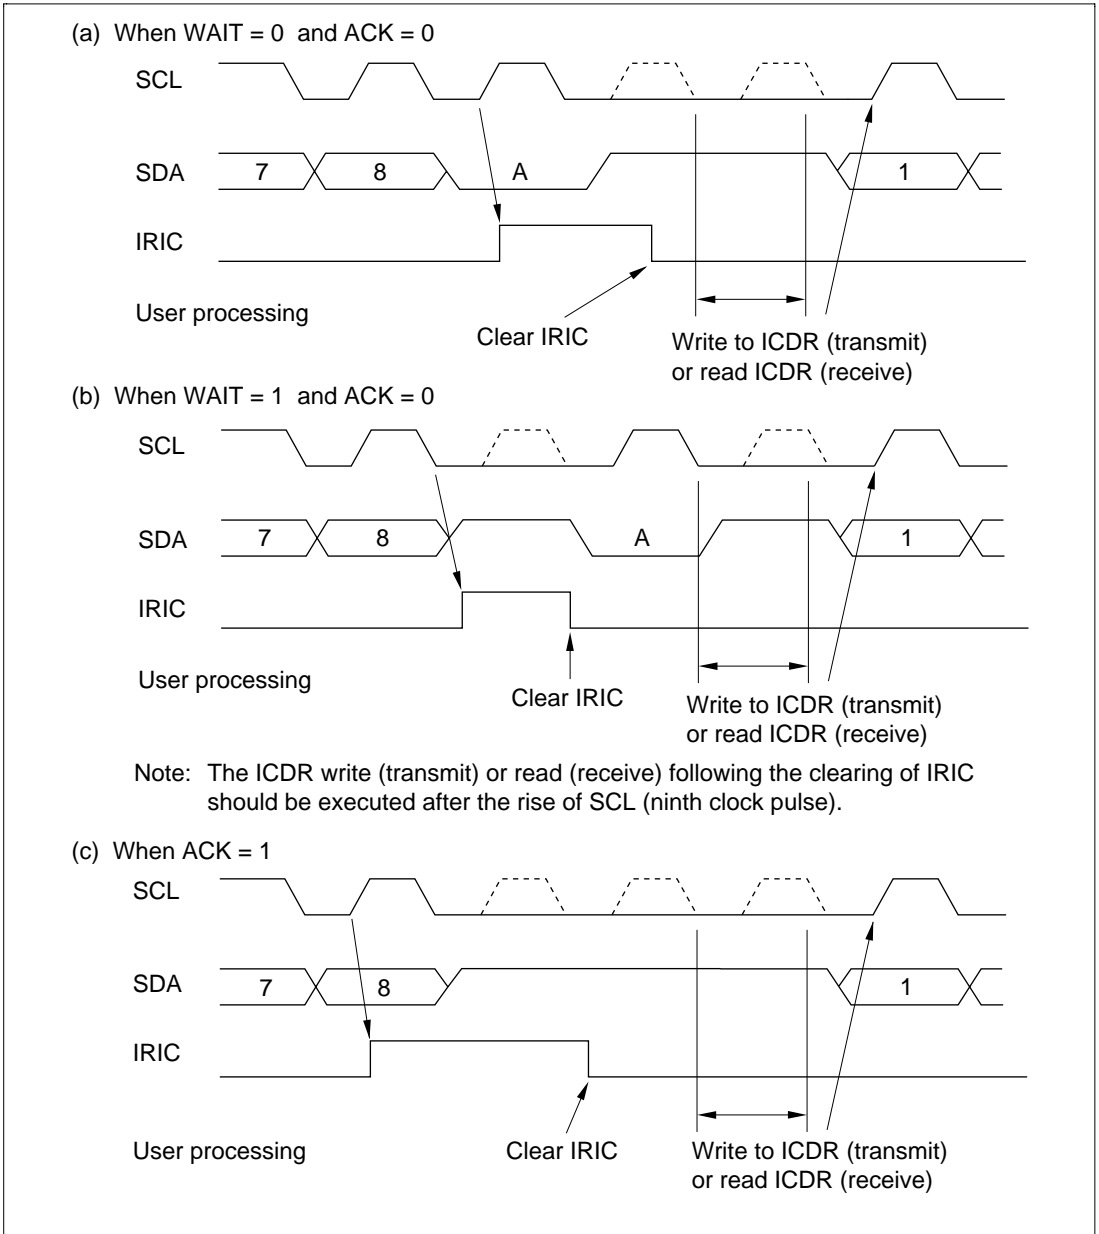 (a) When WAIT = 0 and ACK = 0
SCL
SDA 7 8 A 1
IRIC
User processing
Clear IRIC
Write to ICDR (transmit)
or read ICDR (receive)
(b) When WAIT = 1 and ACK = 0
SCL
SDA 7 8 A 1
IRIC
User processing
Clear IRIC
Write to ICDR (transmit)
or read ICDR (receive)
Note: The ICDR write (transmit) or read (receive) following the clearing of IRIC
should be executed after the rise of SCL (ninth clock pulse).
(c) When ACK = 1
SCL
SDA 7 8 1
IRIC
User processing
Clear IRIC
Write to ICDR (transmit)
or read ICDR (receive)